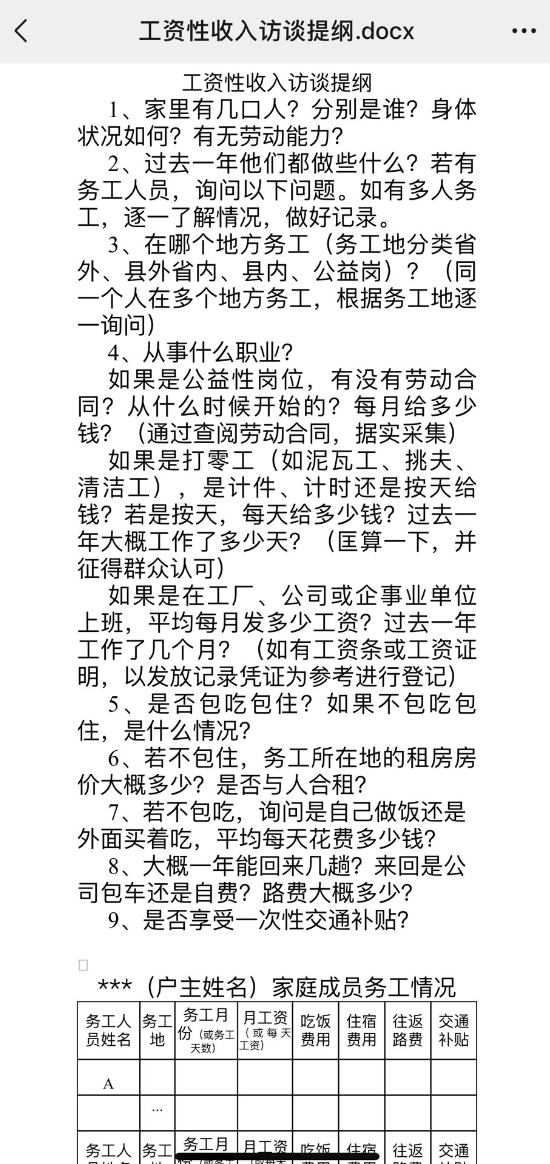 工资性收入访谈提纲.docx
工资性收入访谈提纲
1、家里有几口人？分别是谁？身体
状况如何？有无劳动能力？
2、过去一年他们都做些什么？若有
务工人员，询问以下问题。如有多人务
工，逐一了解情况，做好记录。
3、在哪个地方务工（务工地分类省
外、县外省内、县内、公益岗）？（同
一个人在多个地方务工，根据务工地逐
一询问）
4、从事什么职业？
如果是公益性岗位，有没有劳动合
同？从什么时候开始的？每月给多少
钱？（通过查阅劳动合同，据实采集）
如果是打零工（如泥瓦工、挑夫、
清洁工），是计件、计时还是按天给
钱？若是按天，每天给多少钱？过去一
年大概工作了多少天？（匡算一下，并
征得群众认可）
如果是在工厂、公司或企事业单位
上班，平均每月发多少工资？过去一年
工作了几个月？（如有工资条或工资证
明，以发放记录凭证为参考进行登记）
5、是否包吃包住？如果不包吃包
住，是什么情况？
6、若不包住，务工所在地的租房房
价大概多少？是否与人合租？
7、若不包吃，询问是自己做饭还是
外面买着吃，平均每天花费多少钱？
8、大概一年能回来几趟？来回是公
司包车还是自费？路费大概多少？
9、是否享受一次性交通补贴？
***（户主姓名）家庭成员务工情况
务工人员姓名 务工地 务工月份（或务工天数） 月工资（或每天工资） 吃饭费用 住宿费用 往返路费 交通补贴
A
...
务工人 务工 务工月 月工资 吃饭 住宿 往返 交通